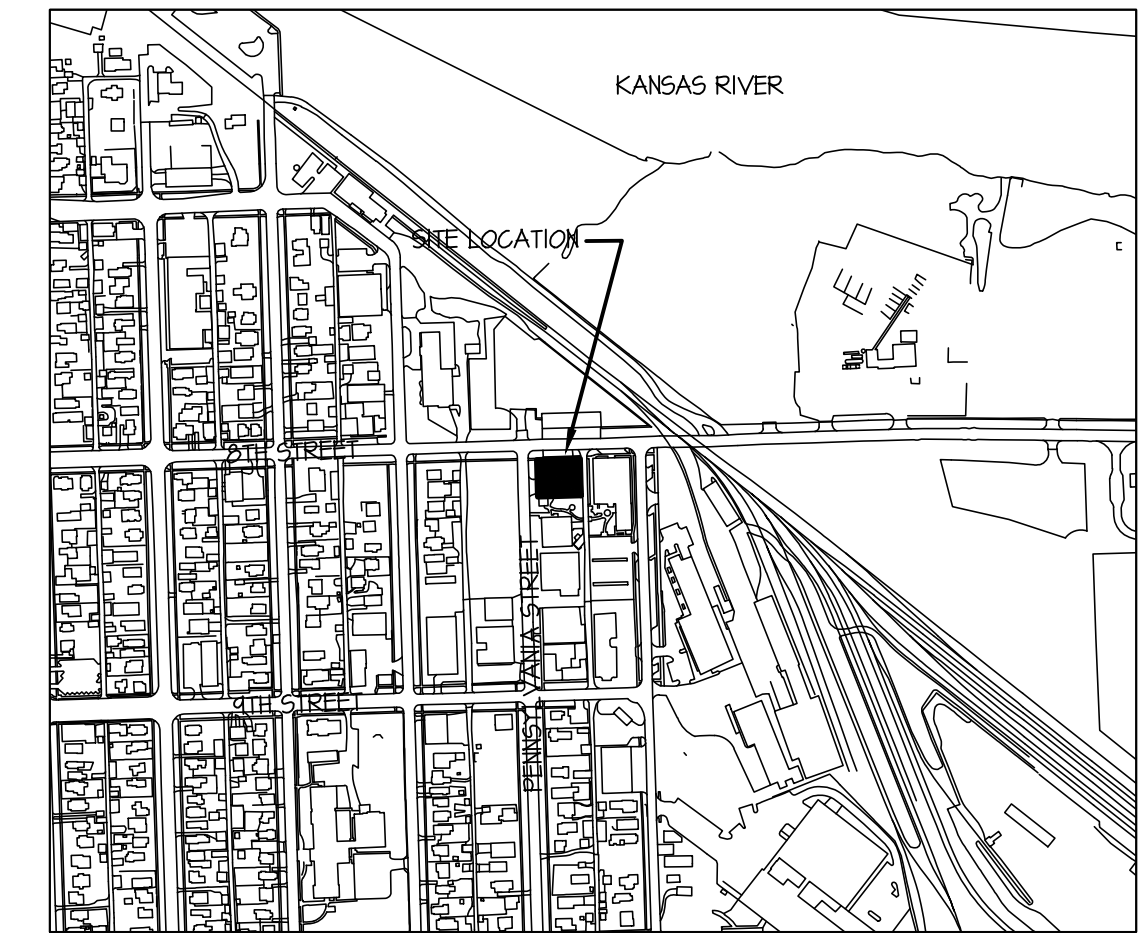 KANSAS RIVER
SITE LOCATION
8TH STREET
9TH STREET
PENNSYLVANIA STREET